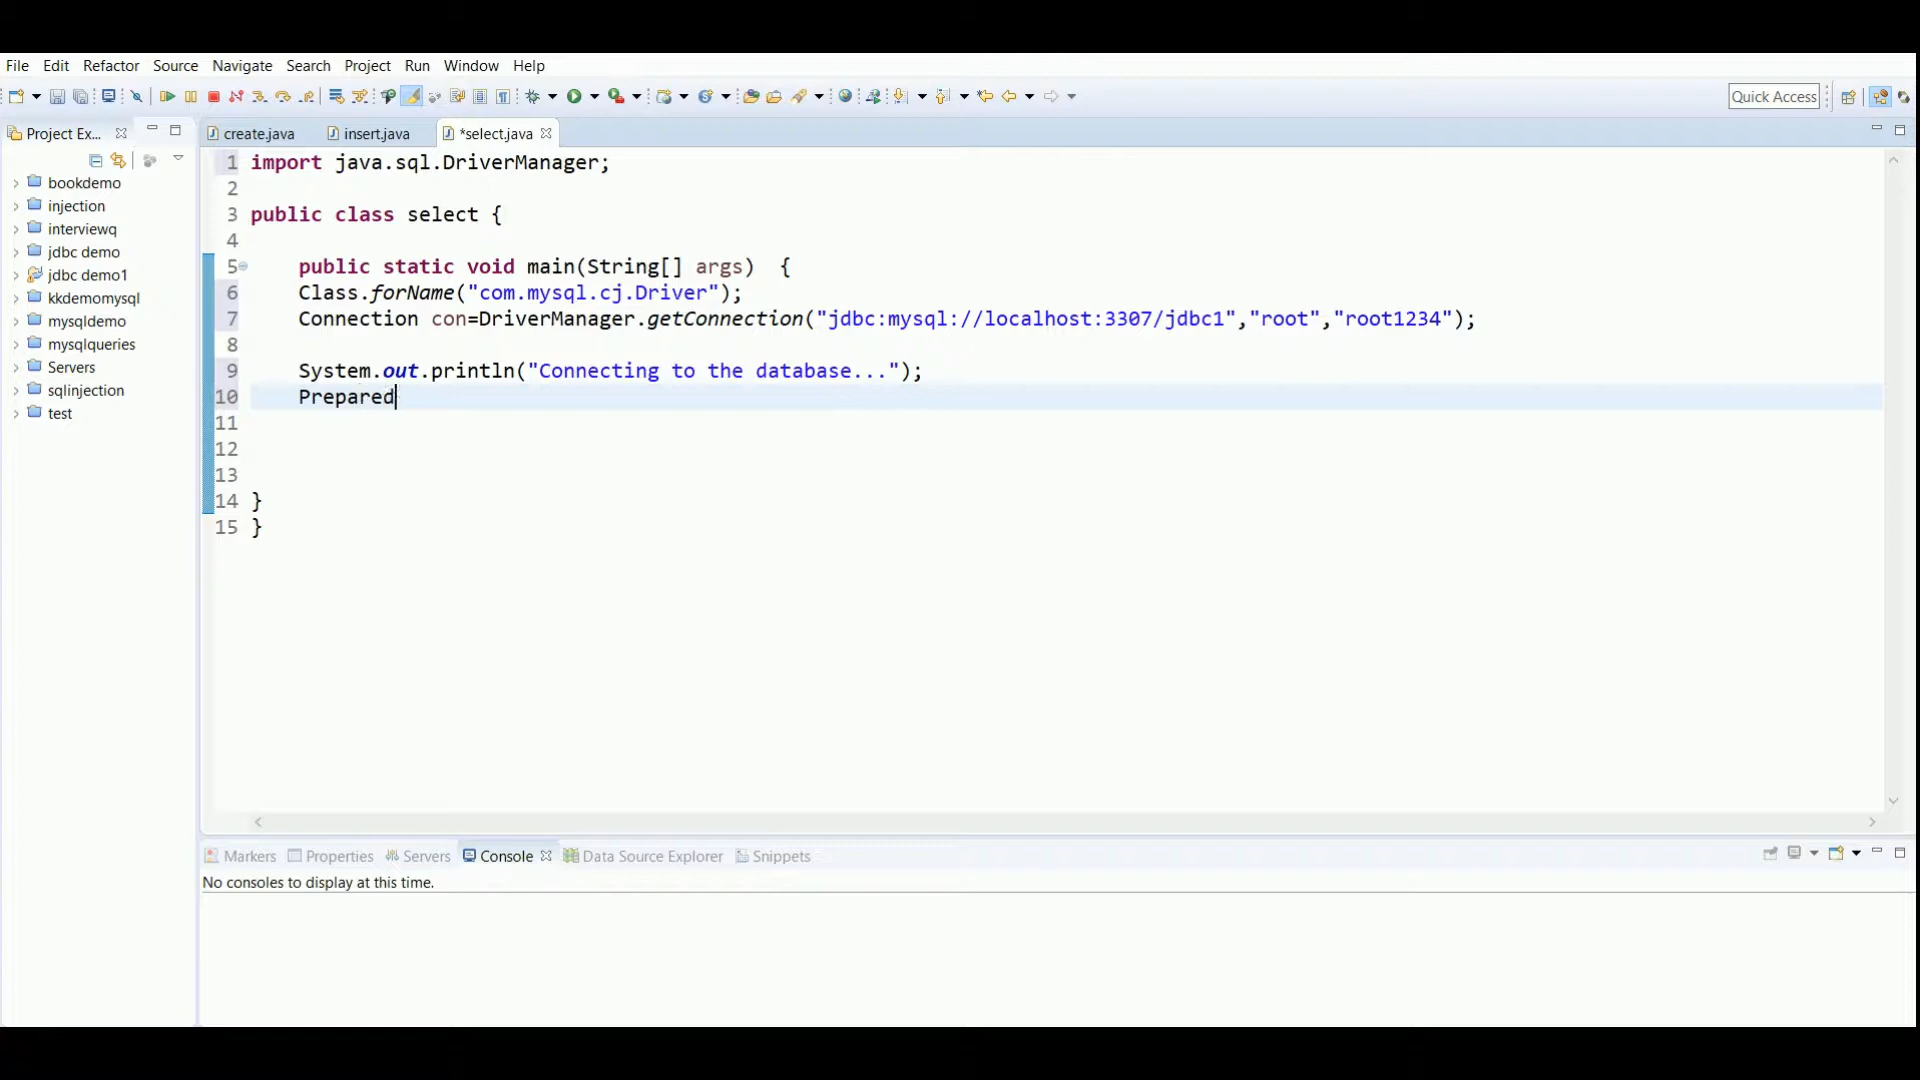 File Edit Refactor Source Navigate Search Project Run Window Help
Quick Access
Project Ex...
create.java insert.java *select.java
bookdemo
injection
interviewq
jdbc demo
jdbc demo1
kkdemomysql
mysqldemo
mysqlqueries
Servers
sqlinjection
test
1 import java.sql.DriverManager;
2
3 public class select {
4
5 public static void main(String[] args) {
6 Class.forName("com.mysql.cj.Driver");
7 Connection con=DriverManager.getConnection("jdbc:mysql://localhost:3307/jdbc1","root","root1234");
8
9 System.out.println("Connecting to the database...");
10 Prepared
11
12
13
14 }
15 }
Markers Properties Servers Console Data Source Explorer Snippets
No consoles to display at this time.